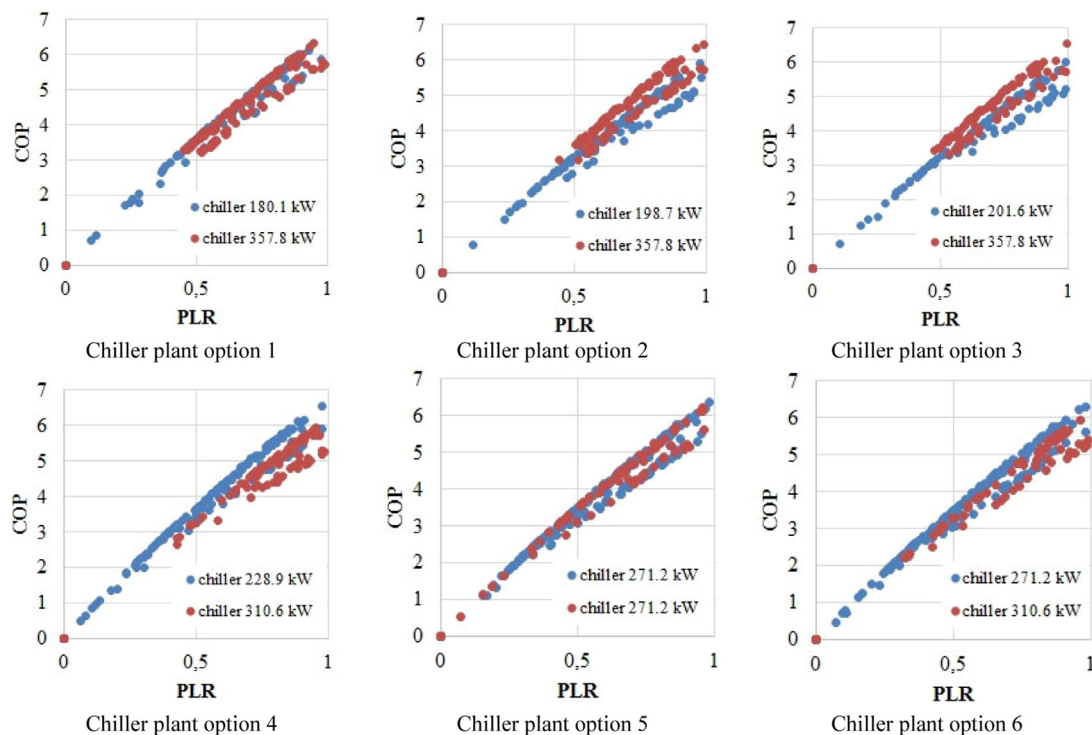 7
6
5
4
3
2
1
0
COP
chiller 180.1 kW
chiller 357.8 kW
0 0,5 1
PLR
Chiller plant option 1
7
6
5
4
3
2
1
0
COP
chiller 198.7 kW
chiller 357.8 kW
0 0,5 1
PLR
Chiller plant option 2
7
6
5
4
3
2
1
0
COP
chiller 201.6 kW
chiller 357.8 kW
0 0,5 1
PLR
Chiller plant option 3
7
6
5
4
3
2
1
0
COP
chiller 228.9 kW
chiller 310.6 kW
0 0,5 1
PLR
Chiller plant option 4
7
6
5
4
3
2
1
0
COP
chiller 271.2 kW
chiller 271.2 kW
0 0,5 1
PLR
Chiller plant option 5
7
6
5
4
3
2
1
0
COP
chiller 271.2 kW
chiller 310.6 kW
0 0,5 1
PLR
Chiller plant option 6